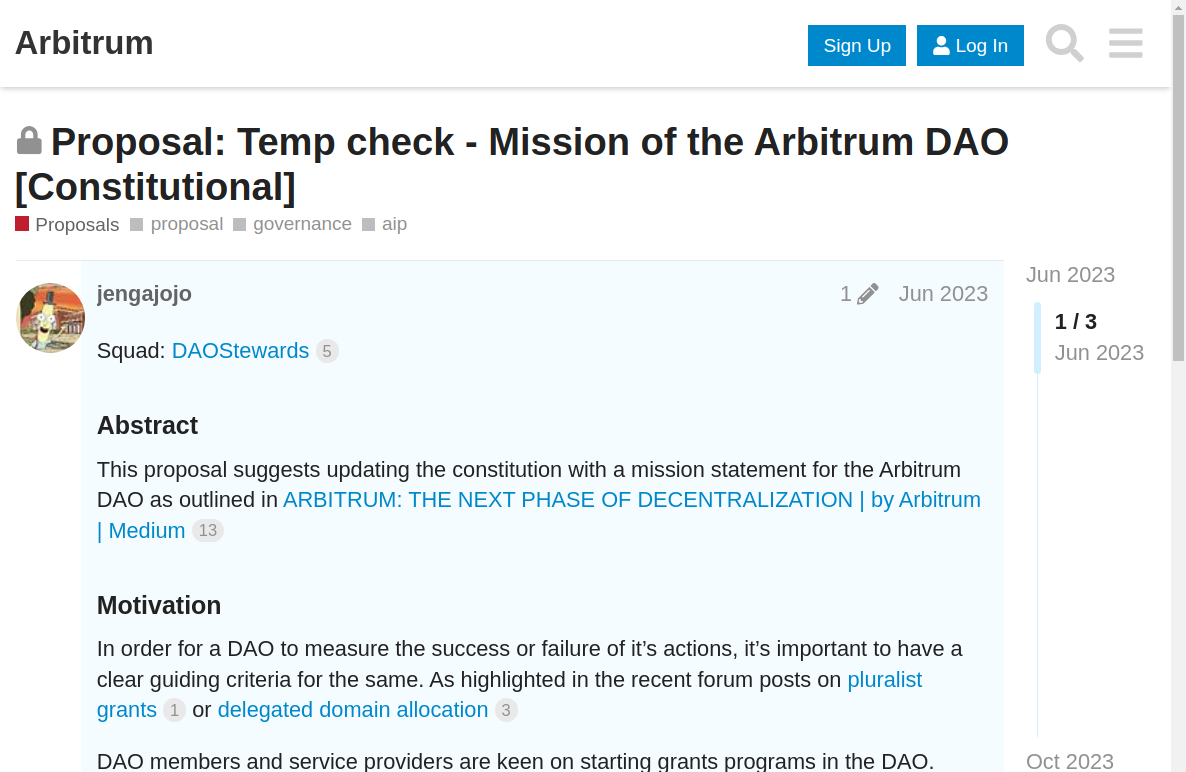 Arbitrum
Sign Up
Log In
Proposal: Temp check - Mission of the Arbitrum DAO
[Constitutional]
Proposals proposal governance aip
jengajojo
1 Jun 2023
Squad: DAOStewards 5
Abstract
This proposal suggests updating the constitution with a mission statement for the Arbitrum
DAO as outlined in ARBITRUM: THE NEXT PHASE OF DECENTRALIZATION | by Arbitrum
| Medium 13
Motivation
In order for a DAO to measure the success or failure of it’s actions, it’s important to have a
clear guiding criteria for the same. As highlighted in the recent forum posts on pluralist
grants 1 or delegated domain allocation 3
DAO members and service providers are keen on starting grants programs in the DAO.
Jun 2023
1 / 3
Jun 2023
Oct 2023